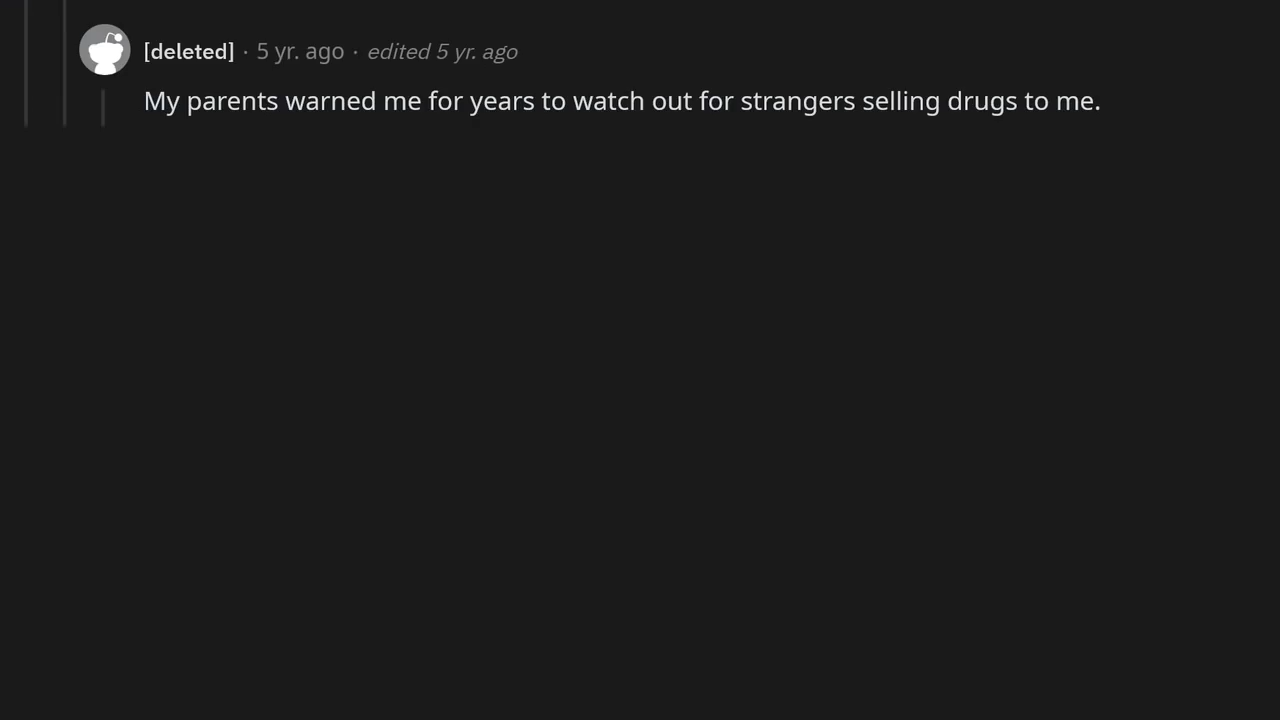 [deleted] · 5 yr. ago · edited 5 yr. ago
My parents warned me for years to watch out for strangers selling drugs to me.